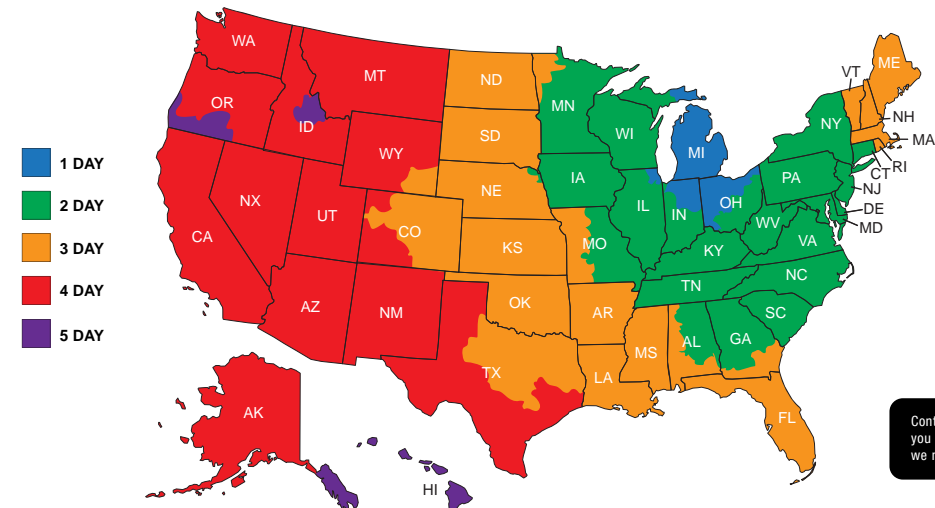 1 DAY
2 DAY
3 DAY
4 DAY
5 DAY
WA
OR
ID
MT
WY
NX
UT
CA
AZ
NM
CO
ND
SD
NE
KS
OK
TX
MN
IA
MO
AR
LA
WI
IL
MI
IN
OH
KY
TN
MS
AL
GA
FL
SC
NC
VA
WV
PA
NY
VT
ME
NH
MA
RI
CT
NJ
DE
MD
AK
HI
Cont
you
we r